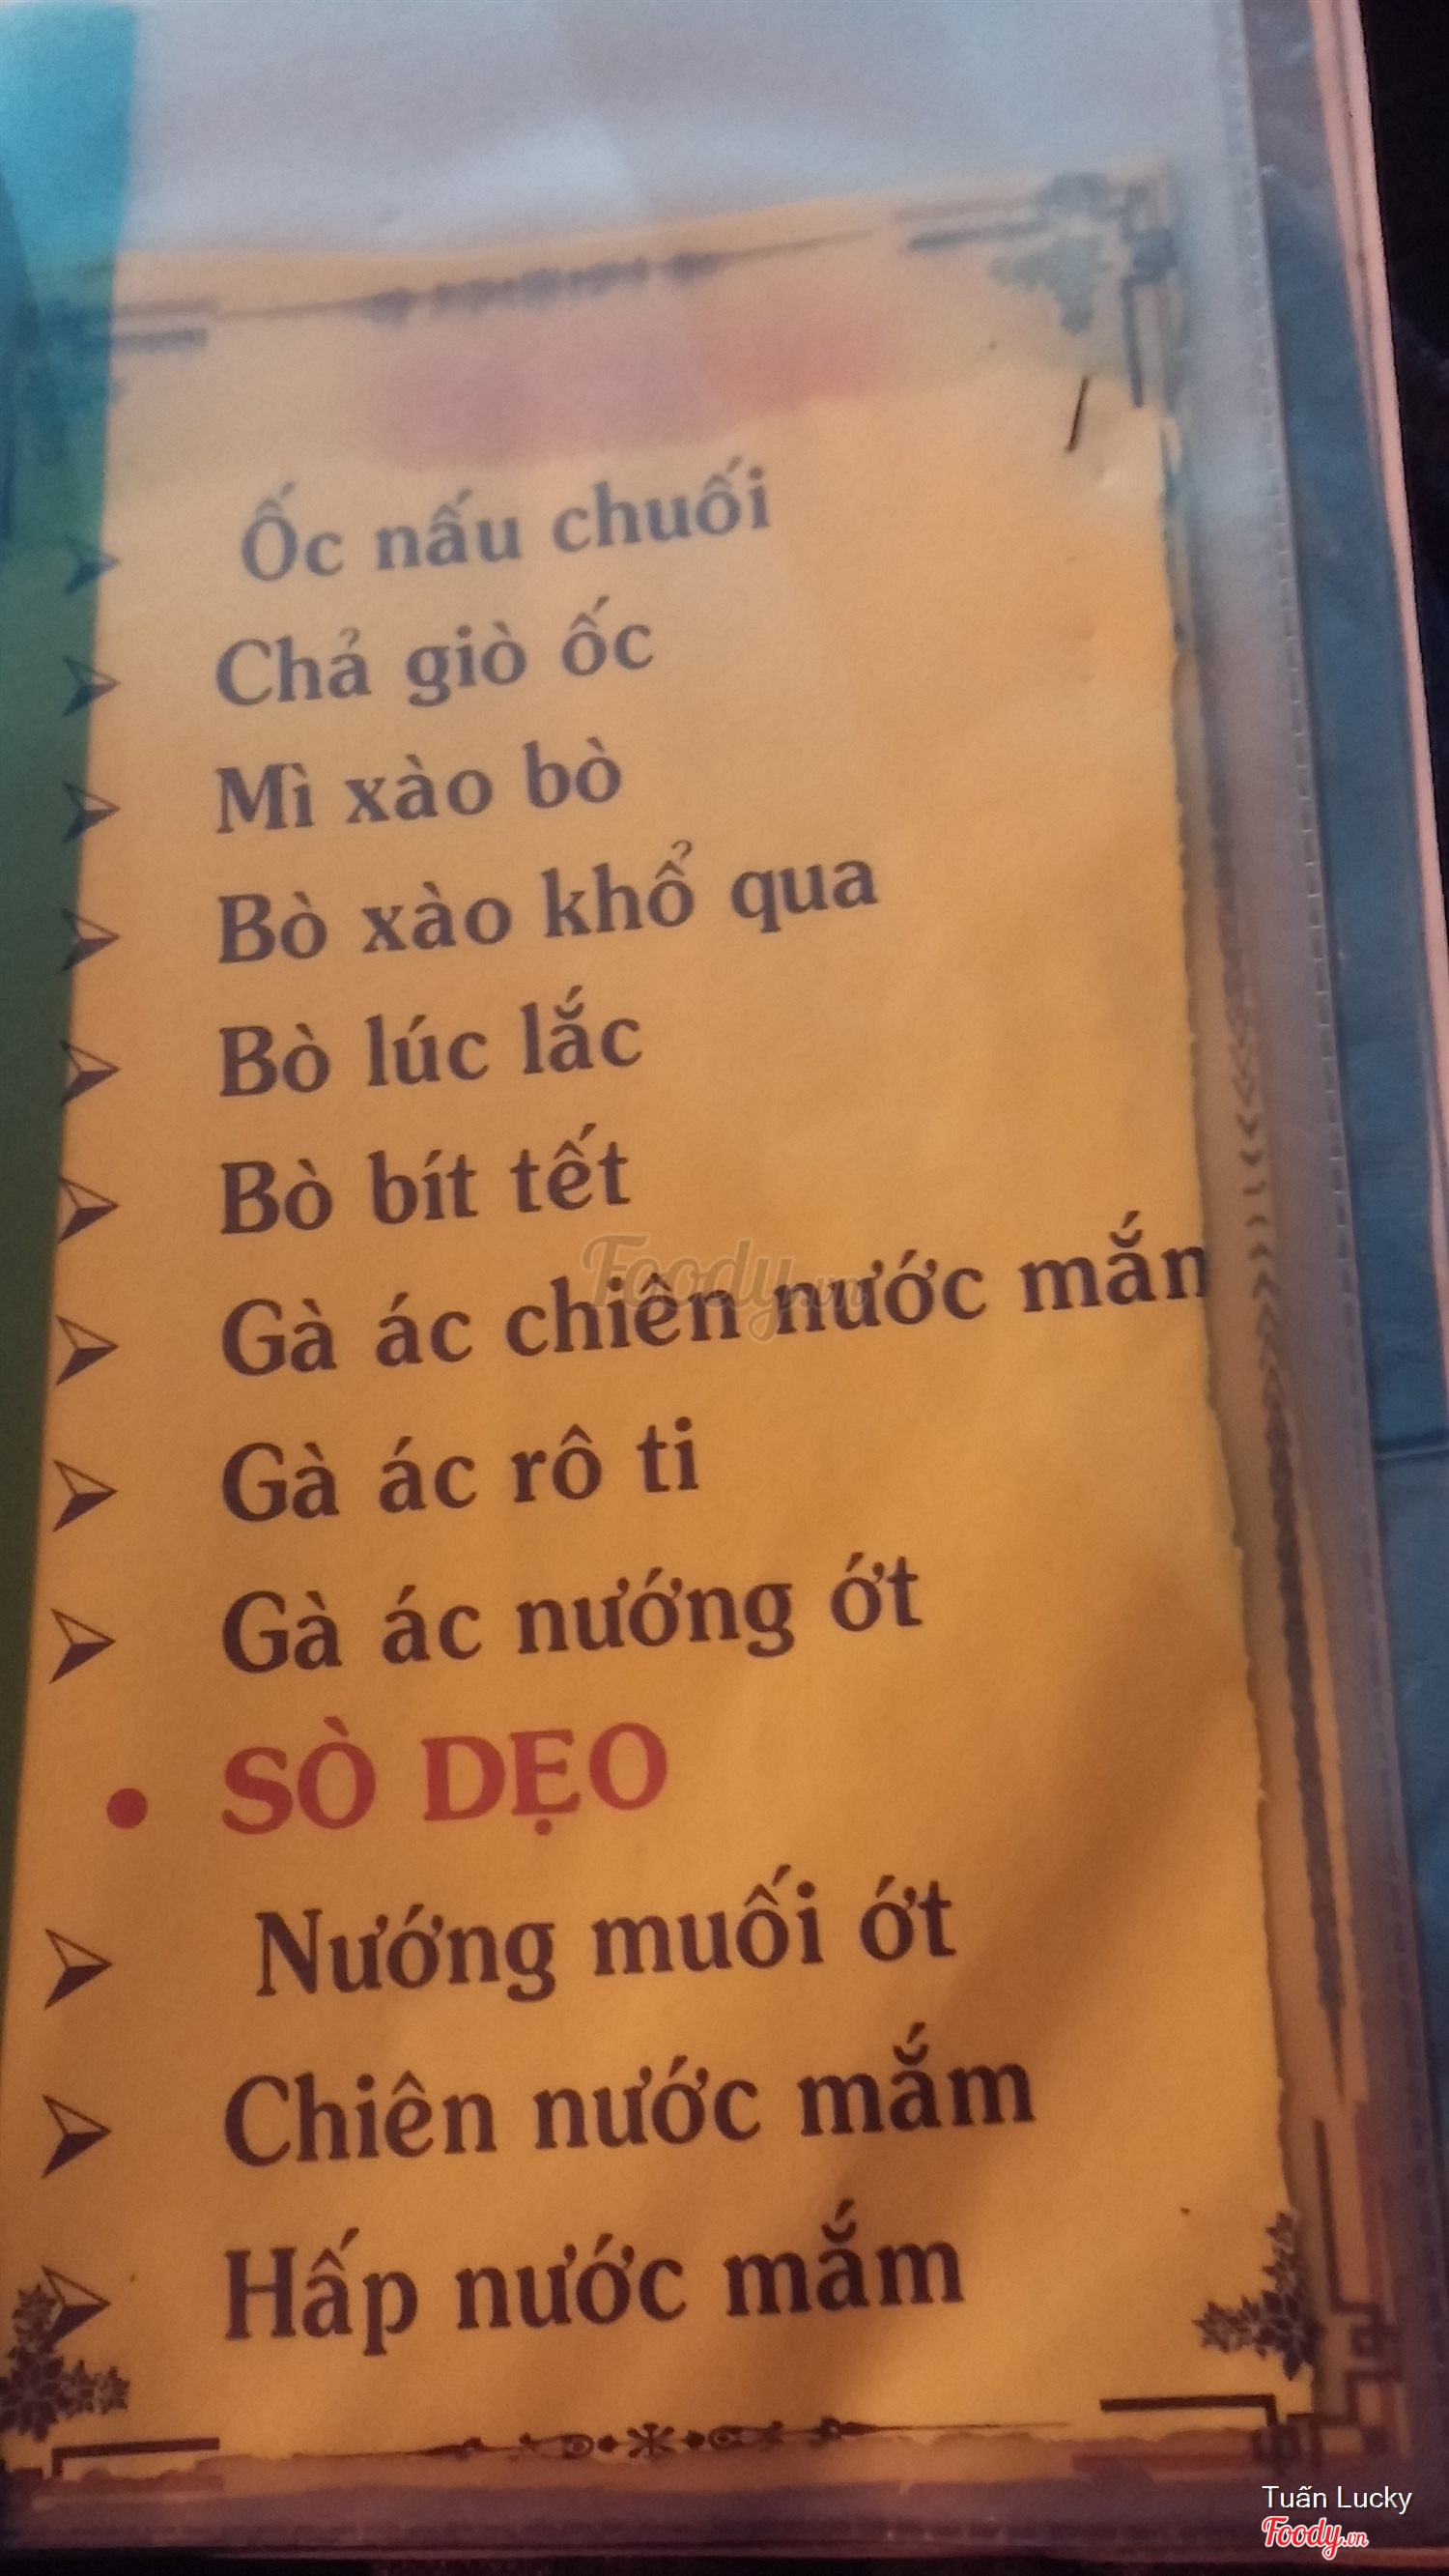 Ốc nấu chuối
Chả giò ốc
Mì xào bò
Bò xào khổ qua
Bò lúc lắc
Bò bít tết
Foody.vn
Gà ác chiên nước mắm
Gà ác rô ti
Gà ác nướng ớt
• SÒ DẸO
Nướng muối ớt
Chiên nước mắm
Hấp nước mắm
Tuấn Lucky
Foody.vn